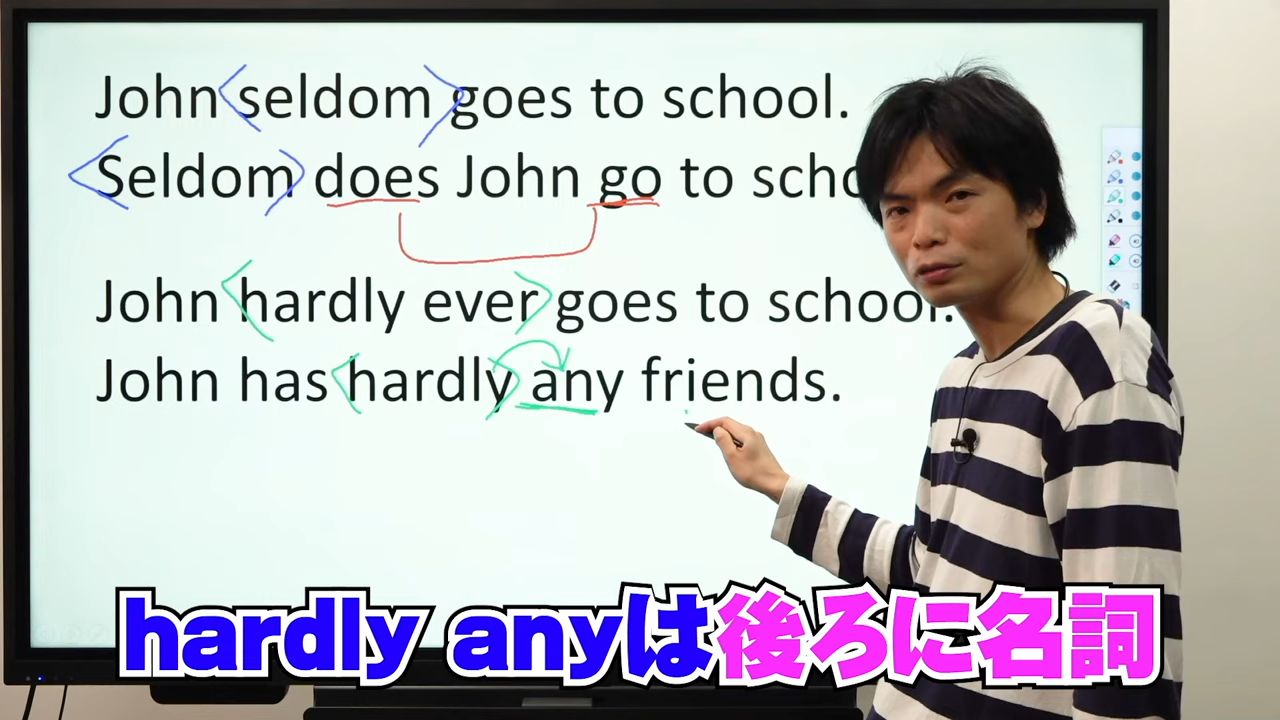 John seldom goes to school.
Seldom does John go to scho
John hardly ever goes to school.
John has hardly any friends.
hardly anyは後ろに名詞